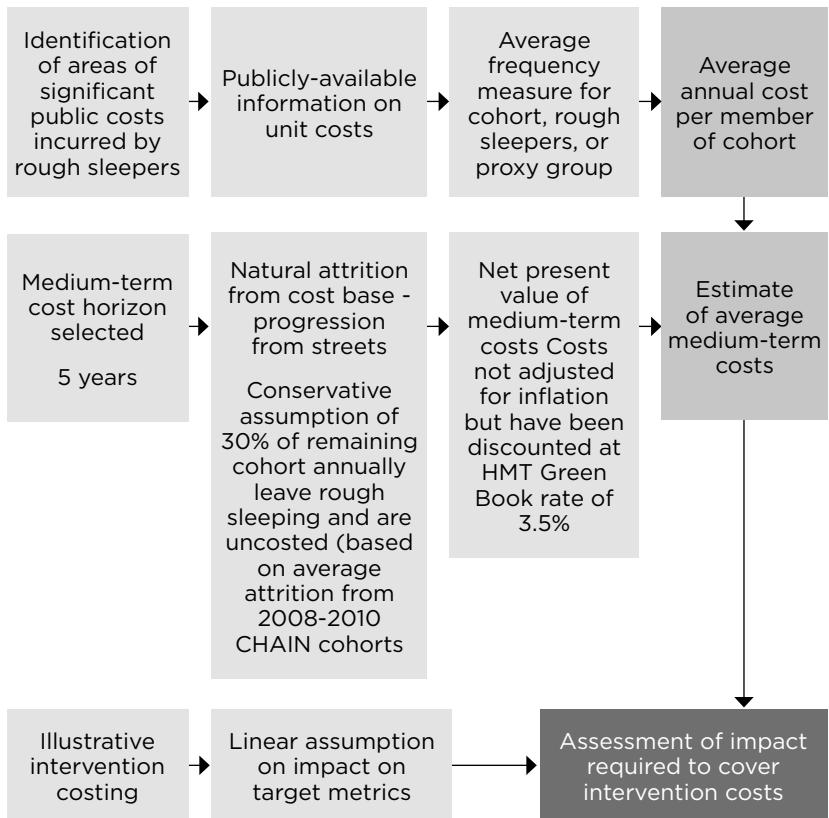 Identification
of areas of
significant
public costs
incurred by
rough sleepers
Publicly-available
information on
unit costs
Average
frequency
measure for
cohort, rough
sleepers, or
proxy group
Average
annual cost
per member
of cohort
Medium-term
cost horizon
selected
5 years
Natural attrition
from cost base -
progression
from streets
Conservative
assumption of
30% of remaining
cohort annually
leave rough
sleeping and are
uncosted (based
on average
attrition from
2008-2010
CHAIN cohorts
Net present
value of
medium-term
costs Costs
not adjusted
for inflation
but have been
discounted at
HMT Green
Book rate of
3.5%
Estimate
of average
medium-term
costs
Illustrative
intervention
costing
Linear assumption
on impact on
target metrics
Assessment of impact
required to cover
intervention costs